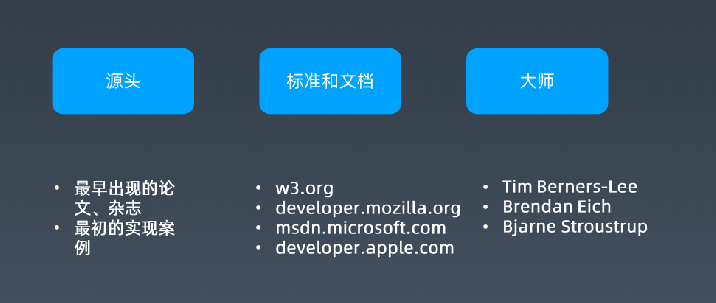 源头
标准和文档
大师
• 最早出现的论
文、杂志
• 最初的实现案
例
• w3.org
• developer.mozilla.org
• msdn.microsoft.com
• developer.apple.com
• Tim Berners-Lee
• Brendan Eich
• Bjarne Stroustrup